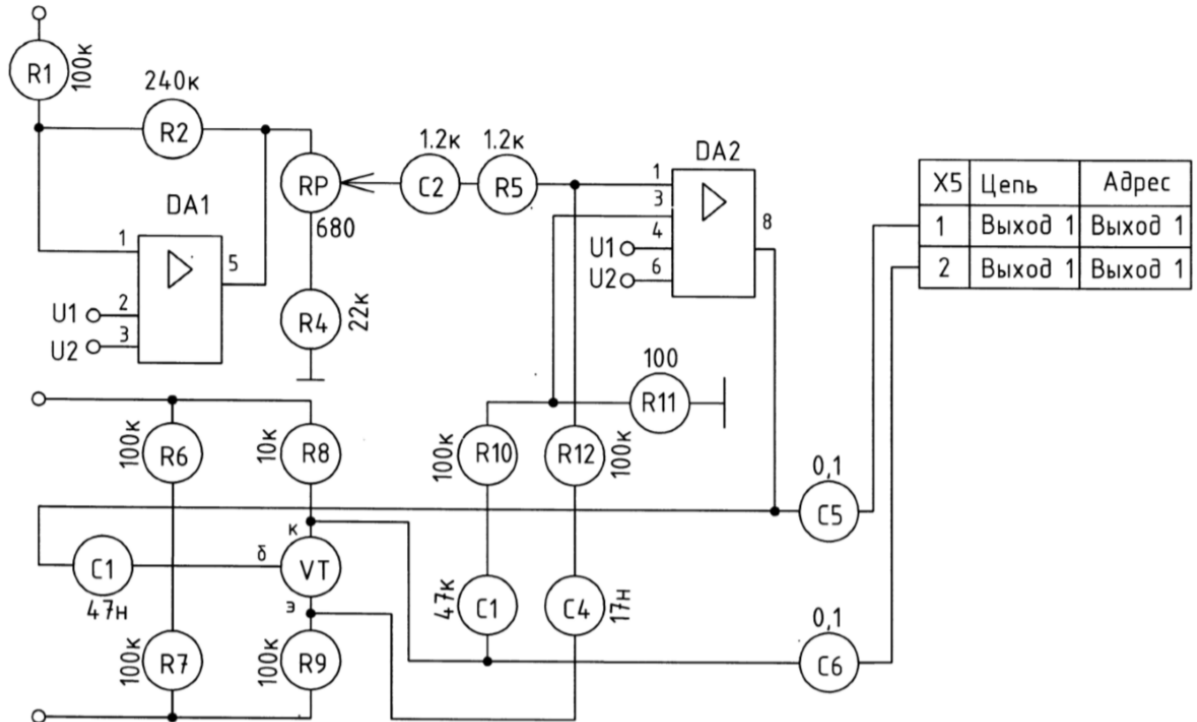 R1
100к
240к
R2
DA1
1
5
U1
2
U2
3
RP
680
R4
22к
1.2к
C2
1.2к
R5
DA2
1
3
4
U1
6
U2
8
X5 Цепь Адрес
1 Выход 1 Выход 1
2 Выход 1 Выход 1
100
R11
100к
R6
10к
R8
100к
R10
R12
100к
0,1
C5
к
б
VT
э
C1
47н
47к
C1
C4
17н
100к
R7
100к
R9
0,1
C6